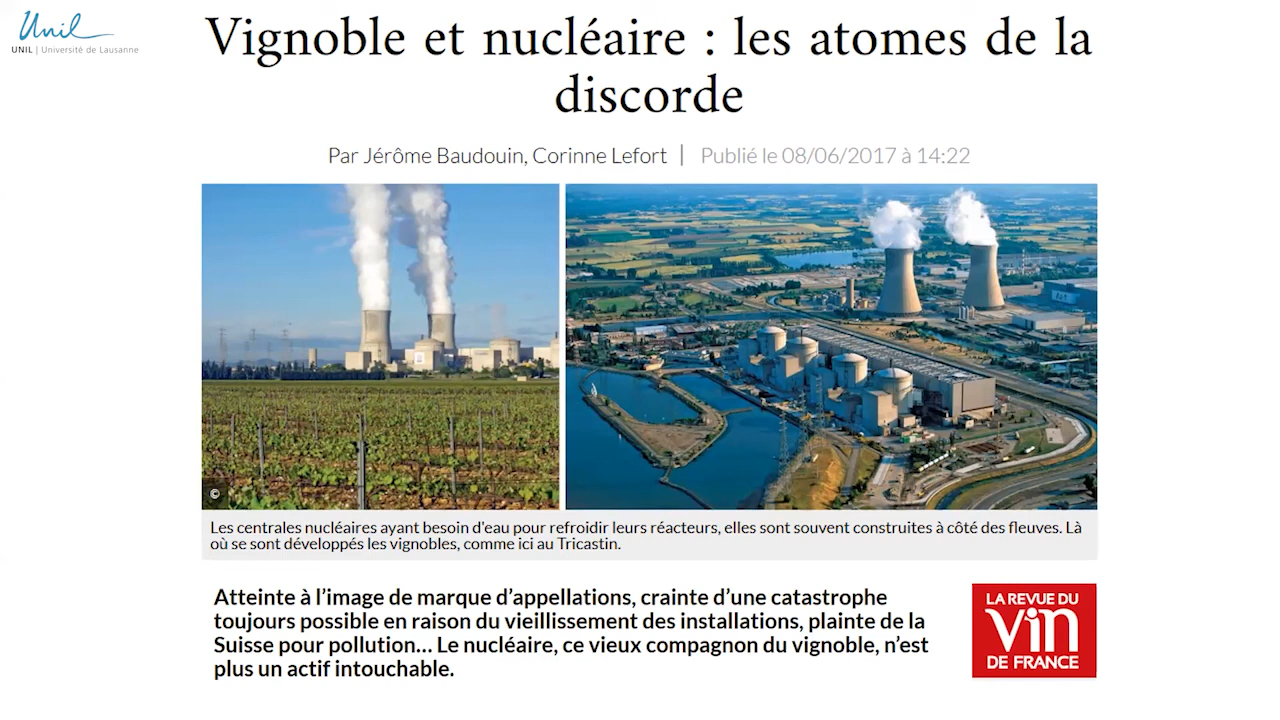 Unil
UNIL | Université de Lausanne
Vignoble et nucléaire : les atomes de la
discorde
Par Jérôme Baudouin, Corinne Lefort | Publié le 08/06/2017 à 14:22
©
Les centrales nucléaires ayant besoin d'eau pour refroidir leurs réacteurs, elles sont souvent construites à côté des fleuves. Là
où se sont développés les vignobles, comme ici au Tricastin.
Atteinte à l’image de marque d’appellations, crainte d’une catastrophe
toujours possible en raison du vieillissement des installations, plainte de la
Suisse pour pollution… Le nucléaire, ce vieux compagnon du vignoble, n’est
plus un actif intouchable.
LA REVUE DU
Vin
DE FRANCE